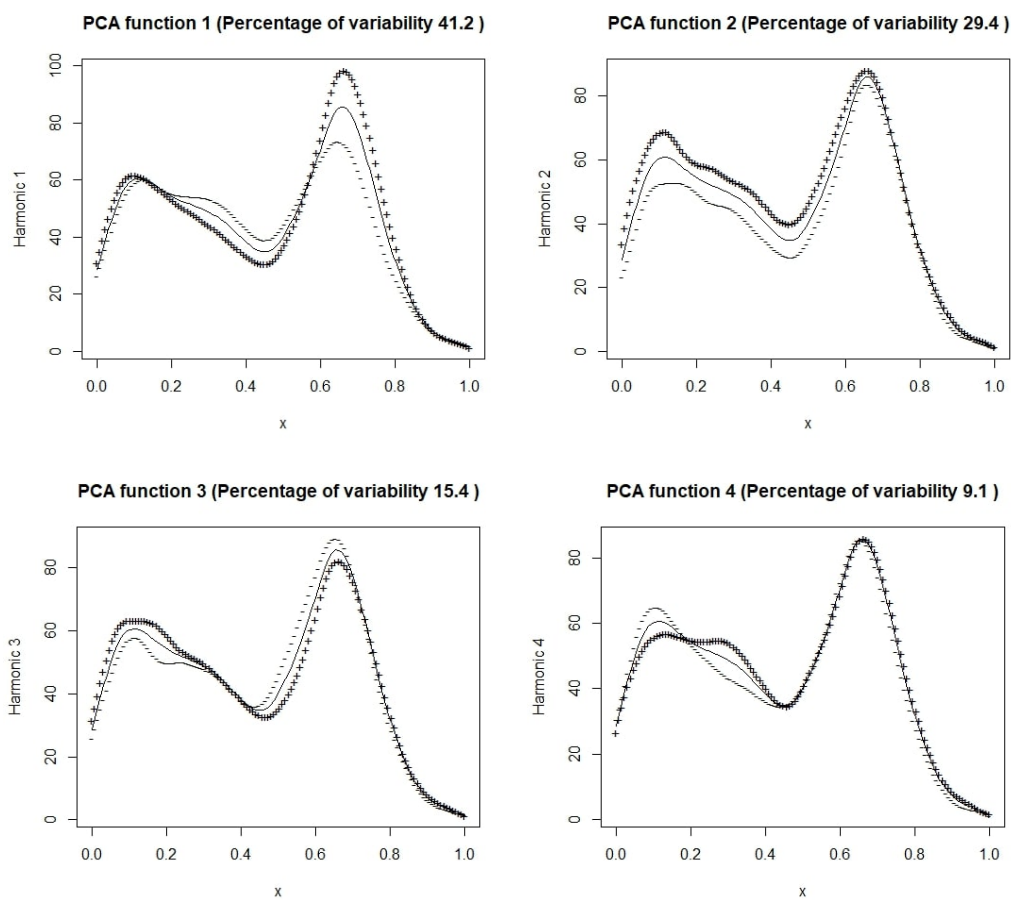 PCA function 1 (Percentage of variability 41.2 )
Harmonic 1
100
80
60
40
20
0
0.0 0.2 0.4 0.6 0.8 1.0
x
PCA function 2 (Percentage of variability 29.4 )
Harmonic 2
80
60
40
20
0
0.0 0.2 0.4 0.6 0.8 1.0
x
PCA function 3 (Percentage of variability 15.4 )
Harmonic 3
80
60
40
20
0
0.0 0.2 0.4 0.6 0.8 1.0
x
PCA function 4 (Percentage of variability 9.1 )
Harmonic 4
80
60
40
20
0
0.0 0.2 0.4 0.6 0.8 1.0
x